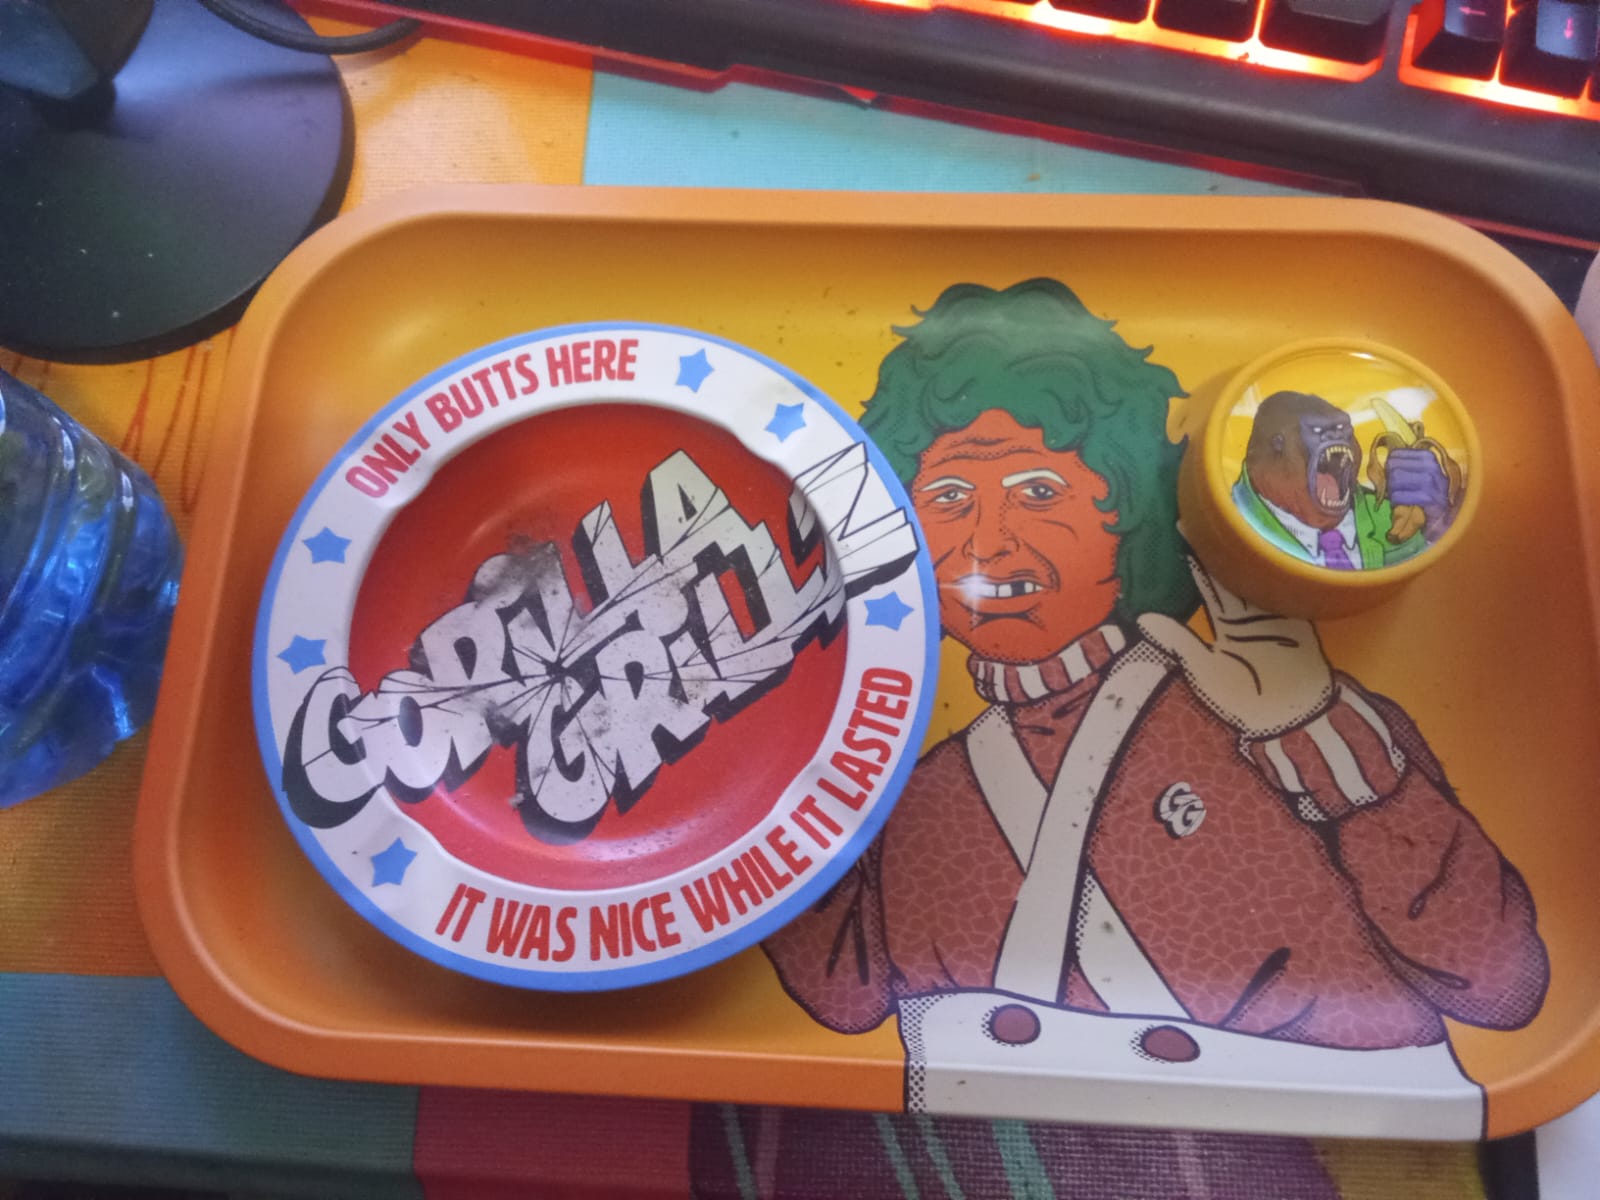 ONLY BUTTS HERE
GORILLA
GRILLZ
IT WAS NICE WHILE IT LASTED
GG